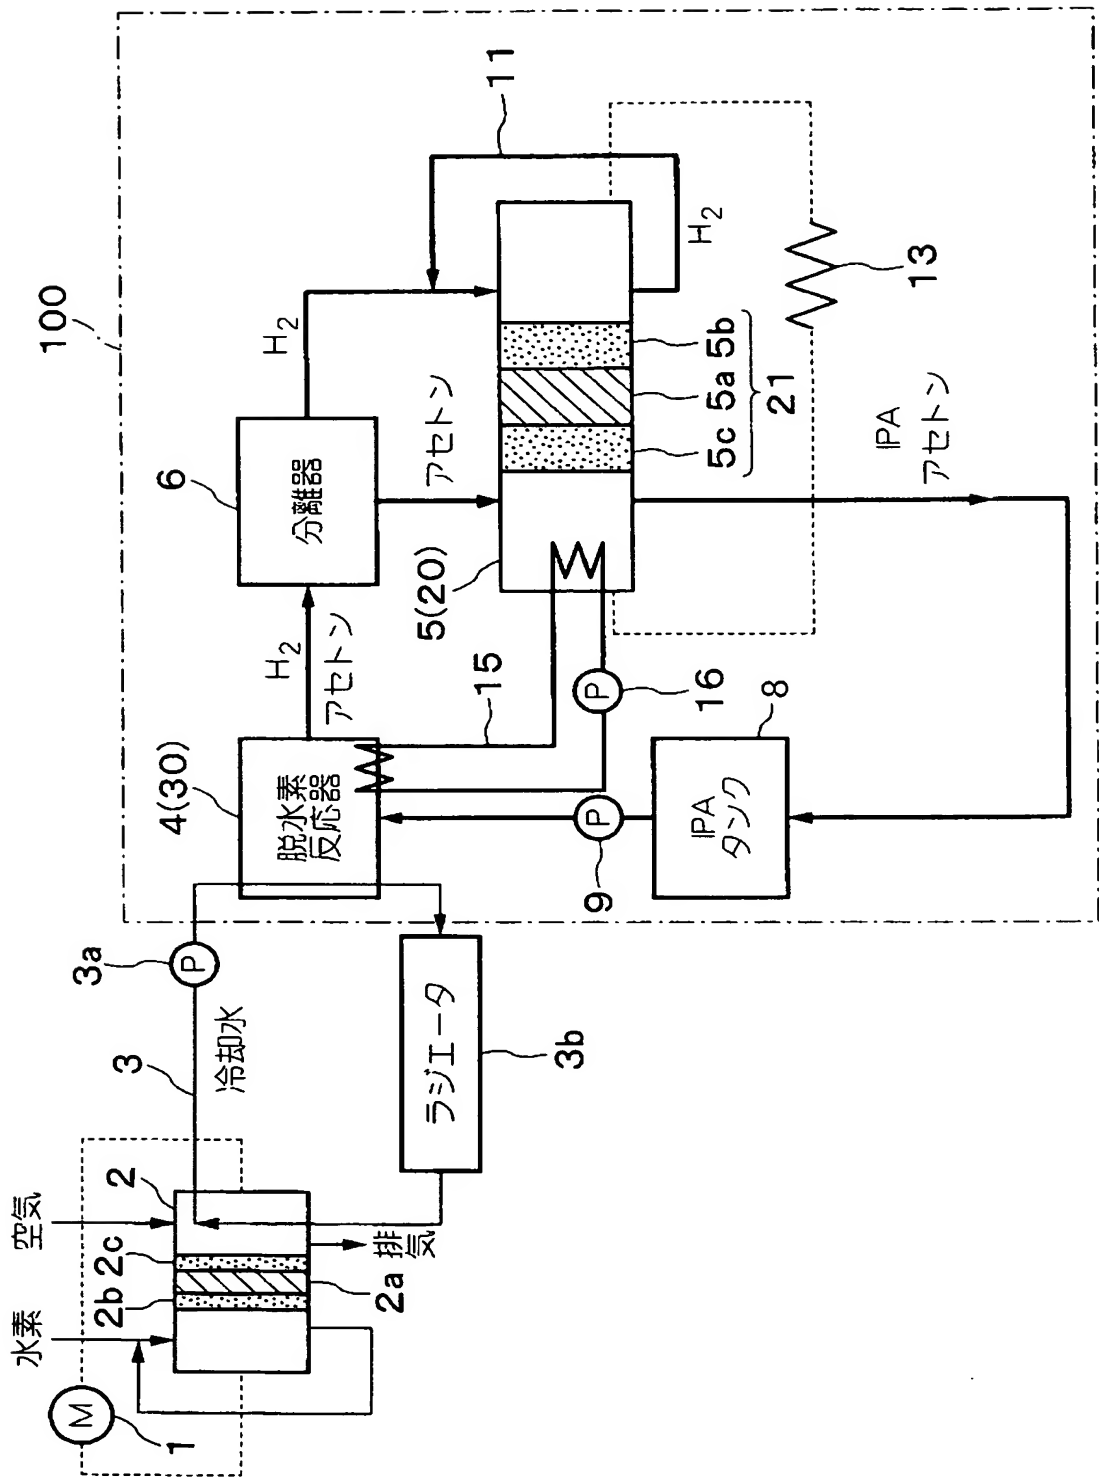 水素
空気
100
M
1
2b
2c
2
3
3a
P
冷却水
4(30)
脱水素
反応器
6
分離器
H₂
アセトン
H₂
アセトン
11
2a
排
気
ラジエータ
3b
5(20)
15
P
9
P
16
5c
5a
5b
21
H₂
IPA
タンク
8
13
IPA
アセトン